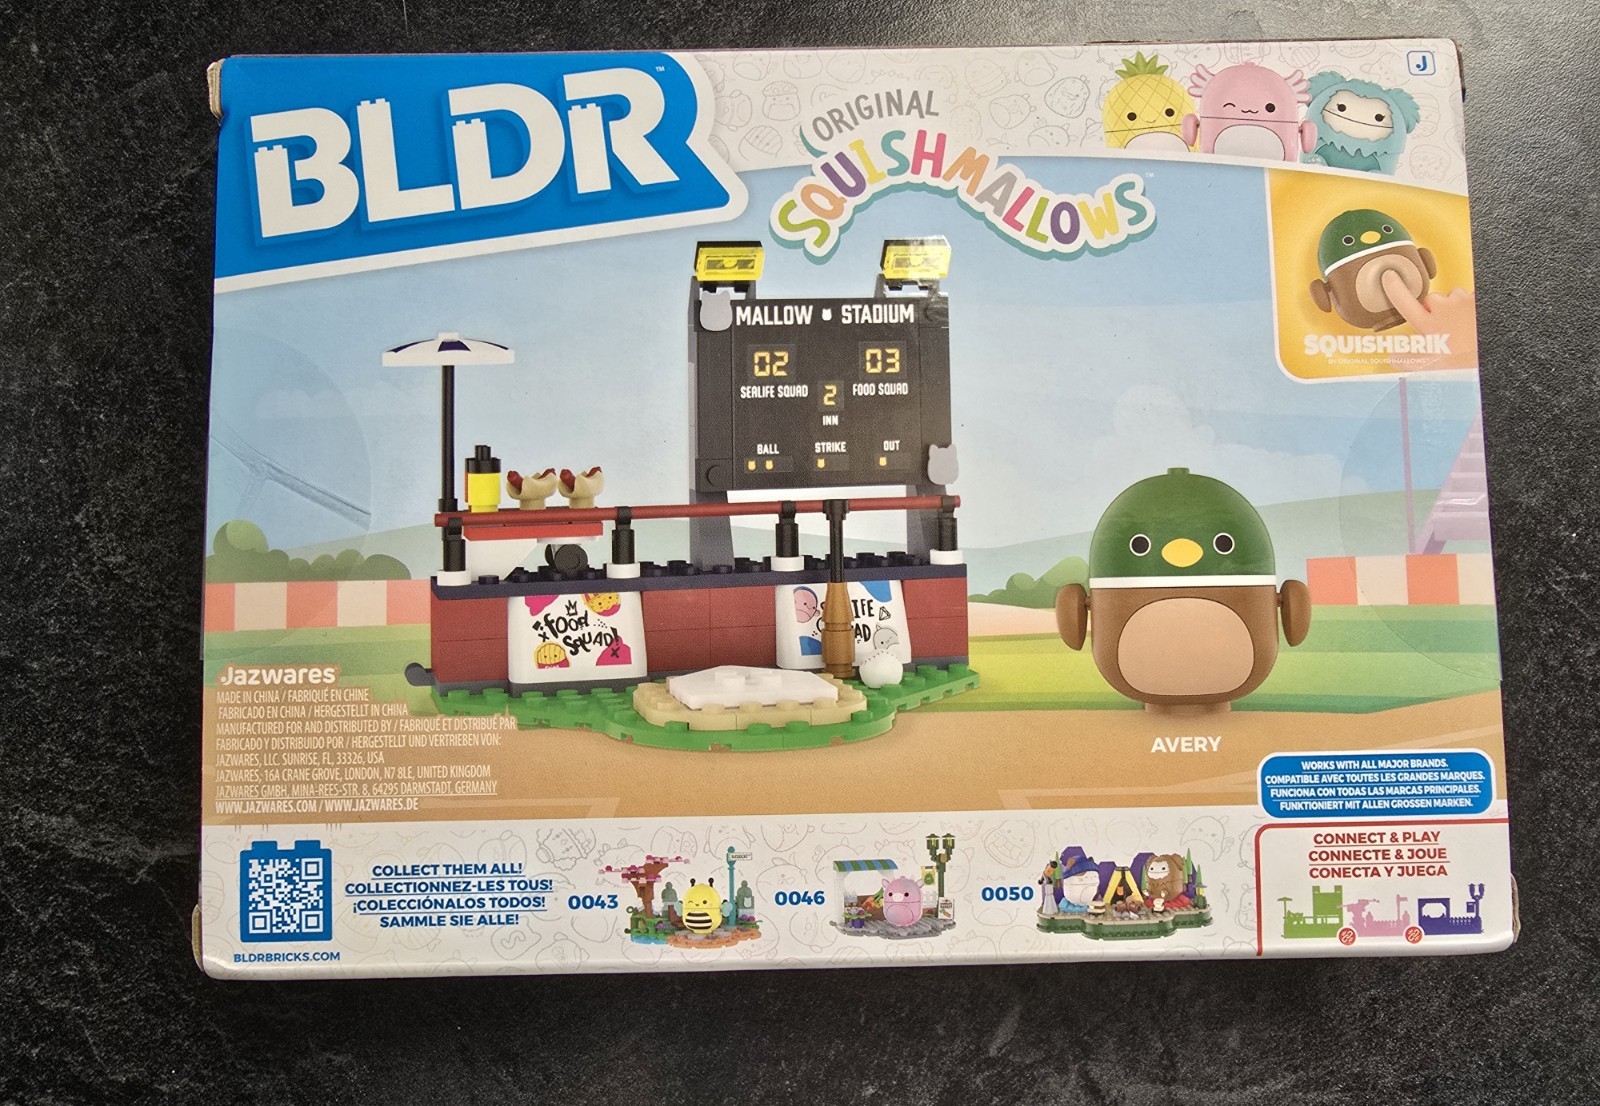 BLDR™
ORIGINAL
SQUISHMALLOWS™
J
SQUISHBRIK
BY ORIGINAL SQUISHMALLOWS
MALLOW STADIUM
02 03
SEALIFE SQUAD FOOD SQUAD
2
INN
BALL STRIKE OUT
FOOD
SQUAD!
IFE
AD
AVERY
Jazwares
MADE IN CHINA / FABRIQUÉ EN CHINE
FABRICADO EN CHINA / HERGESTELLT IN CHINA
MANUFACTURED FOR AND DISTRIBUTED BY / FABRIQUÉ ET DISTRIBUÉ PAR
FABRICADO Y DISTRIBUIDO POR / HERGESTELLT UND VERTRIEBEN VON:
JAZWARES, LLC. SUNRISE, FL, 33326, USA
JAZWARES; 16A CRANE GROVE, LONDON, N7 8LE, UNITED KINGDOM
JAZWARES GMBH, MINA-REES-STR. 8, 64295 DARMSTADT, GERMANY
WWW.JAZWARES.COM / WWW.JAZWARES.DE
WORKS WITH ALL MAJOR BRANDS.
COMPATIBLE AVEC TOUTES LES GRANDES MARQUES.
FUNCIONA CON TODAS LAS MARCAS PRINCIPALES.
FUNKTIONIERT MIT ALLEN GROSSEN MARKEN.
BLDRBRICKS.COM
COLLECT THEM ALL!
COLLECTIONNEZ-LES TOUS!
¡COLECCIÓNALOS TODOS!
SAMMLE SIE ALLE!
0043
0046
0050
CONNECT & PLAY
CONNECTE & JOUE
CONECTA Y JUEGA